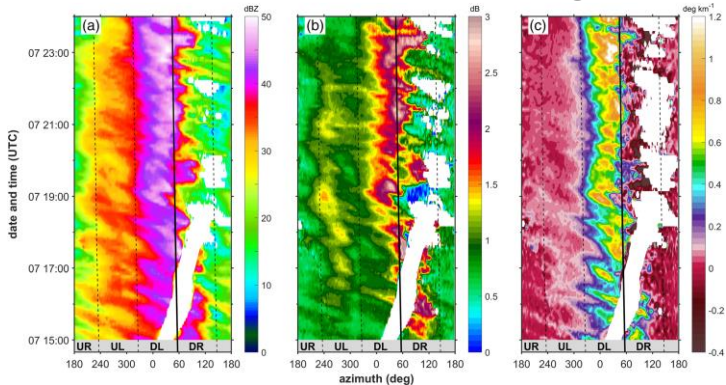 dBZ
dB
deg km⁻¹
(a)
(b)
(c)
50
40
30
20
10
0
3
2.5
2
1.5
1
0.5
0
1.2
1
0.8
0.6
0.4
0.2
0
-0.2
-0.4
date and time (UTC)
07 23:00
07 21:00
07 19:00
07 17:00
07 15:00
UR UL DL DR
UR UL DL DR
UR UL DL DR
180 240 300 0 60 120 180
180 240 300 0 60 120 180
180 240 300 0 60 120 180
azimuth (deg)